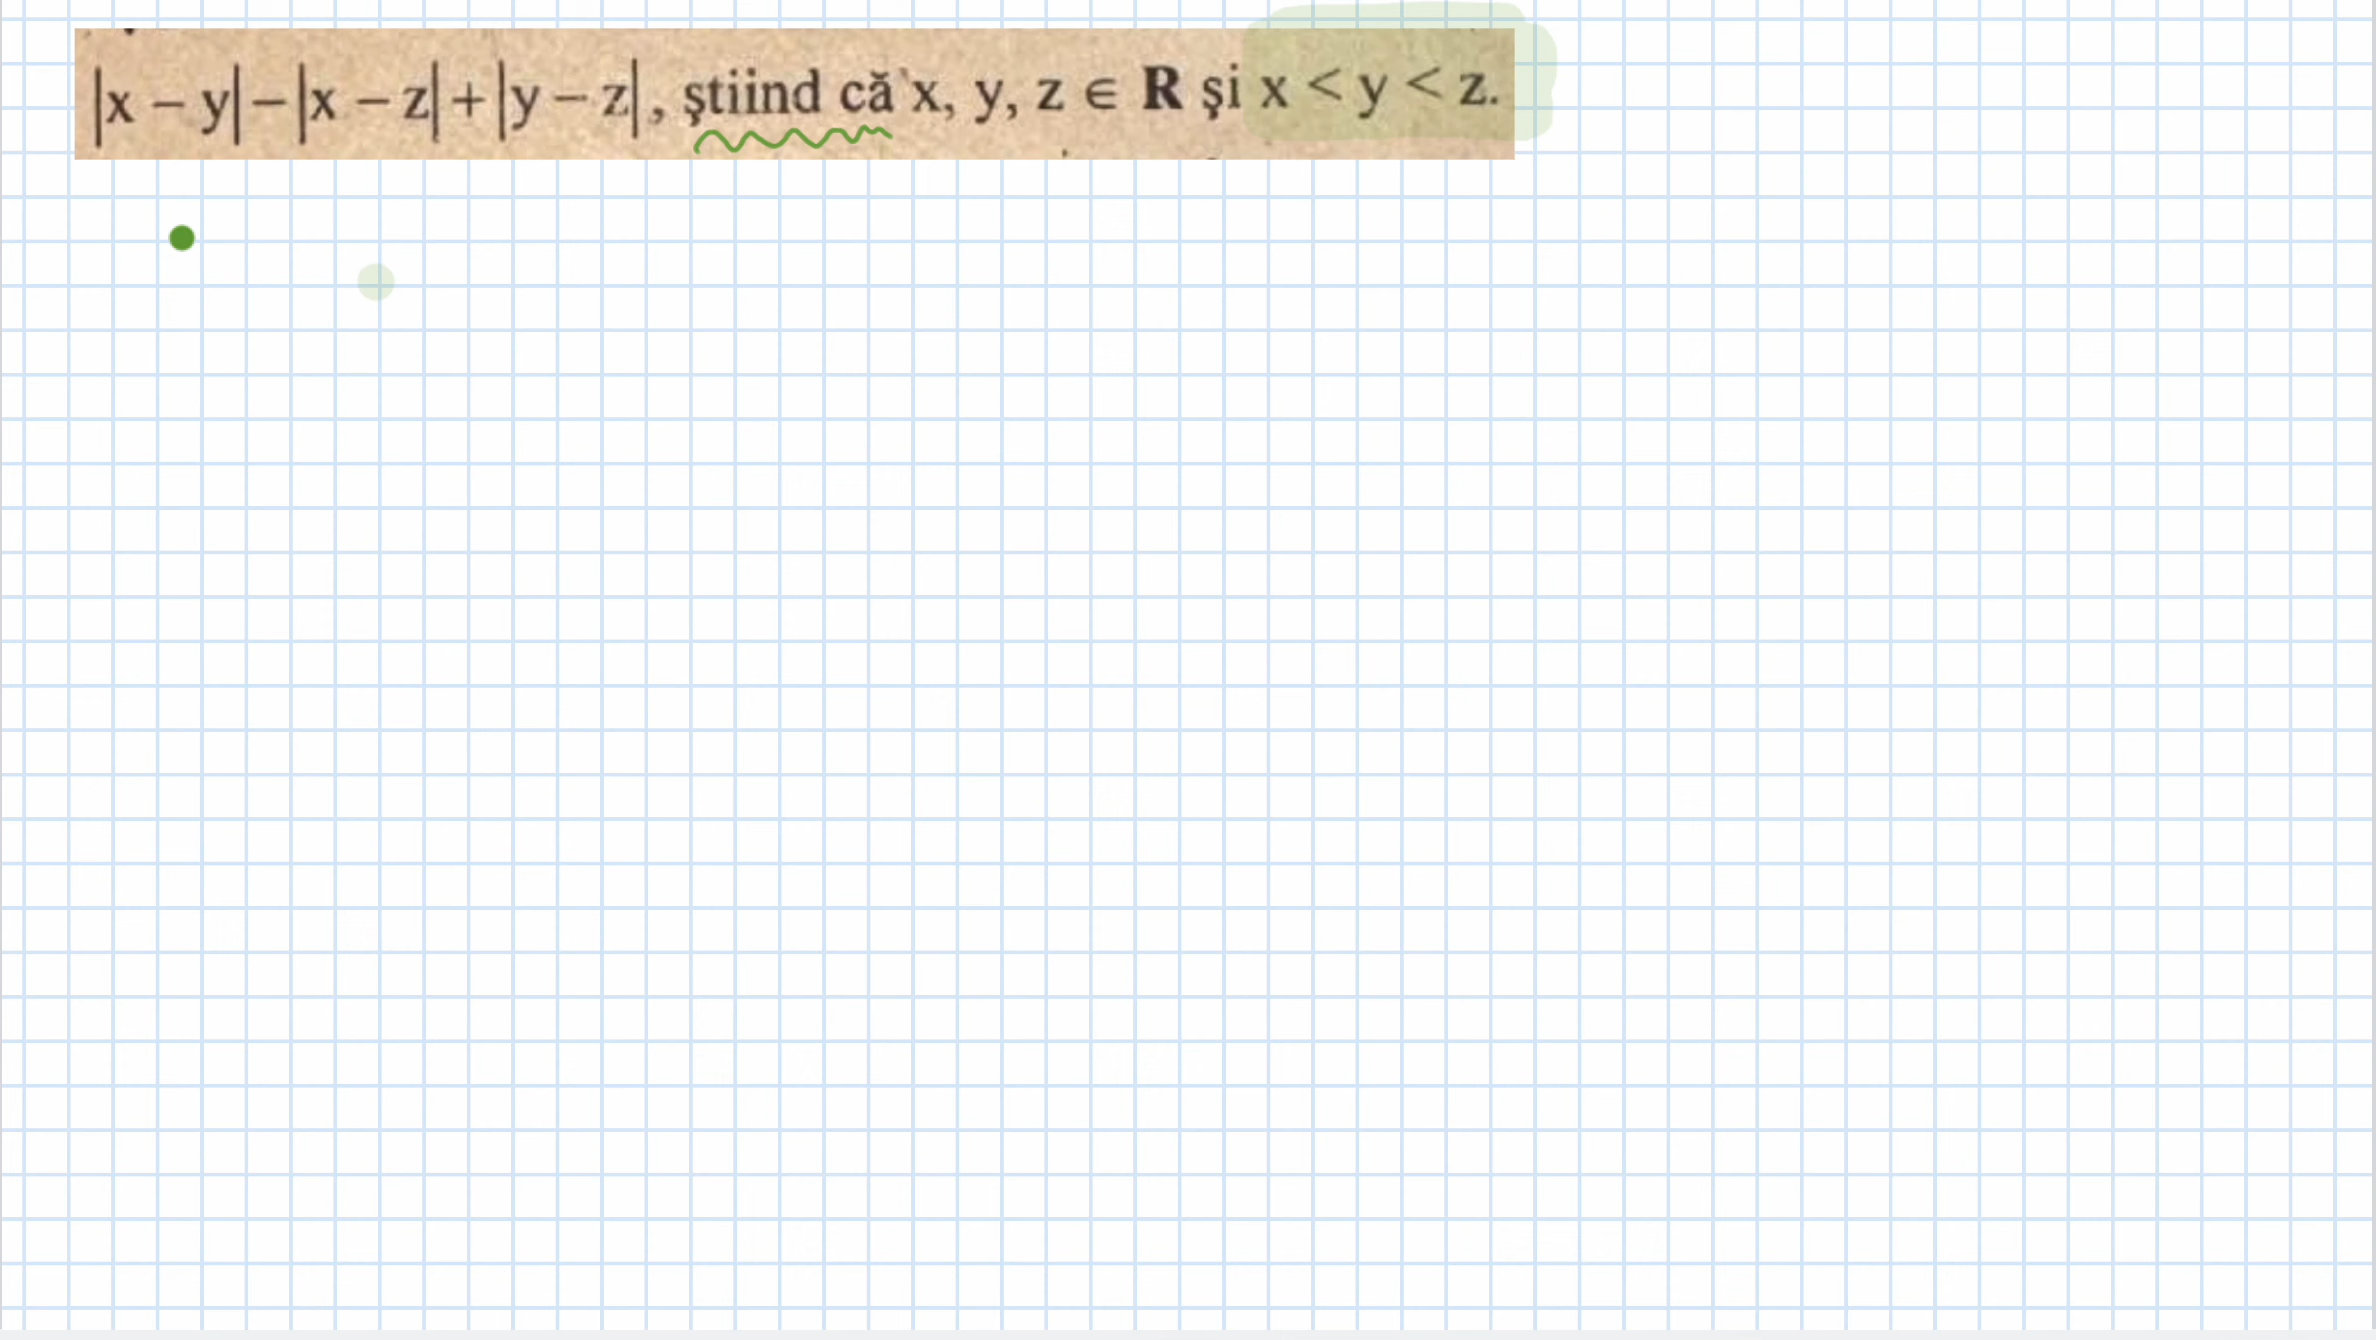 |x – y| – |x – z| + |y – z|, ştiind că x, y, z ∈ R şi x < y < z.